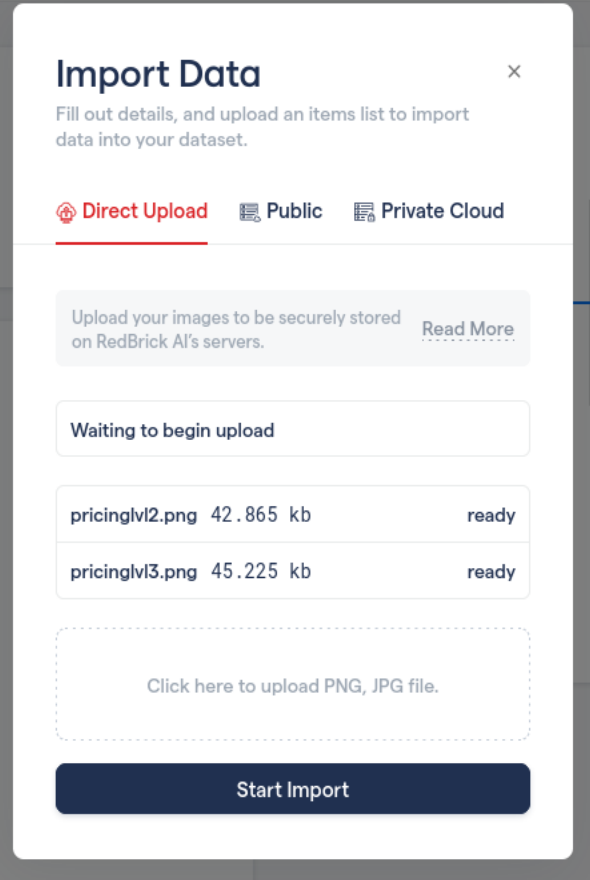 Import Data
Fill out details, and upload an items list to import
data into your dataset.
Direct Upload Public Private Cloud
Upload your images to be securely stored
on RedBrick AI's servers.
Read More
Waiting to begin upload
pricinglvl2.png 42.865 kb ready
pricinglvl3.png 45.225 kb ready
Click here to upload PNG, JPG file.
Start Import